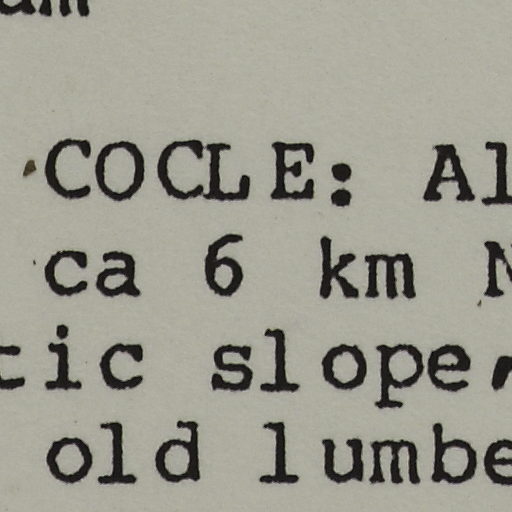 COCLE: Al
ca 6 km N
tic slope,
old lumbe